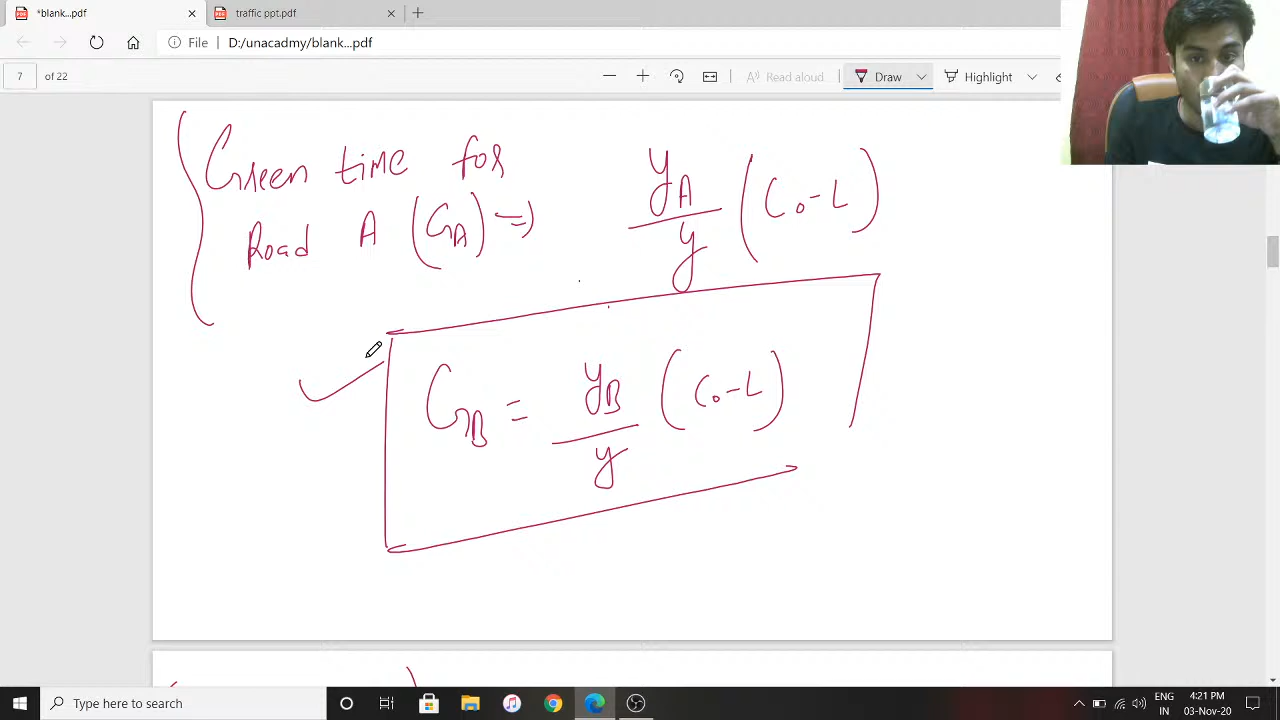 *blank.pdf
traffic ppt.pdf
File D:/unacadmy/blank...pdf
7 of 22
Read aloud
Draw
Highlight
Green time for
Road A (GA) ⇒ yA/y (Co-L)
GB = yB/y (Co-L)
Type here to search
ENG
IN
4:21 PM
03-Nov-20